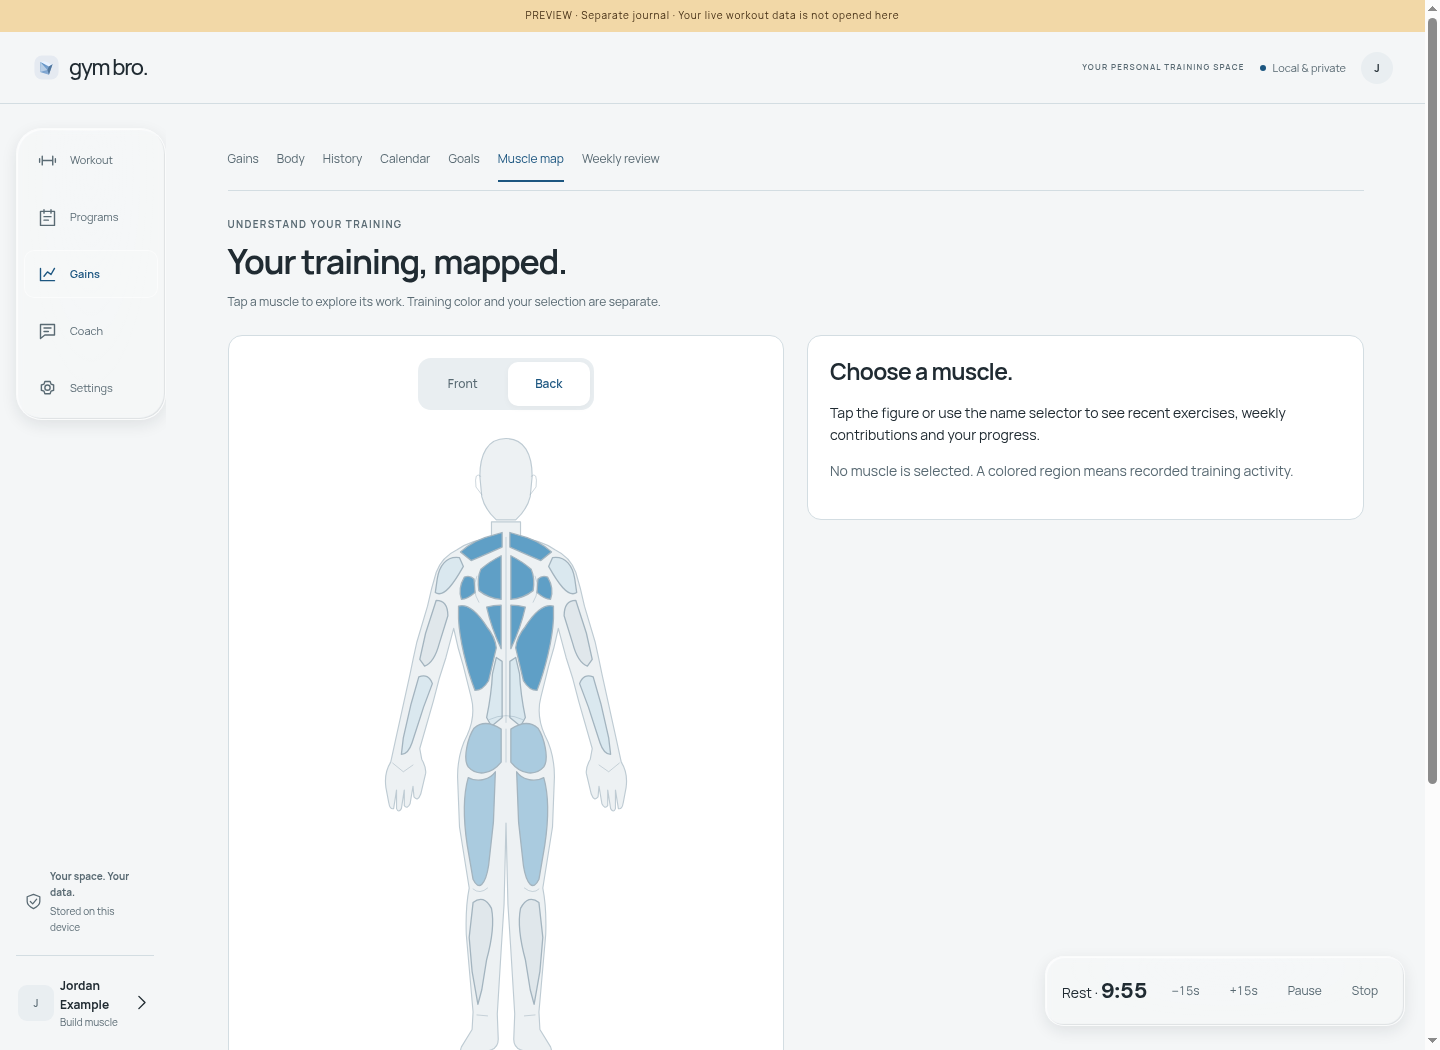 PREVIEW · Separate journal · Your live workout data is not opened here
gym bro.
YOUR PERSONAL TRAINING SPACE
Local & private
J
Workout
Programs
Gains
Coach
Settings
Gains
Body
History
Calendar
Goals
Muscle map
Weekly review
UNDERSTAND YOUR TRAINING
Your training, mapped.
Tap a muscle to explore its work. Training color and your selection are separate.
Front
Back
Choose a muscle.
Tap the figure or use the name selector to see recent exercises, weekly
contributions and your progress.
No muscle is selected. A colored region means recorded training activity.
Your space. Your
data.
Stored on this
device
J
Jordan
Example
Build muscle
Rest · 9:55
−15s
+15s
Pause
Stop